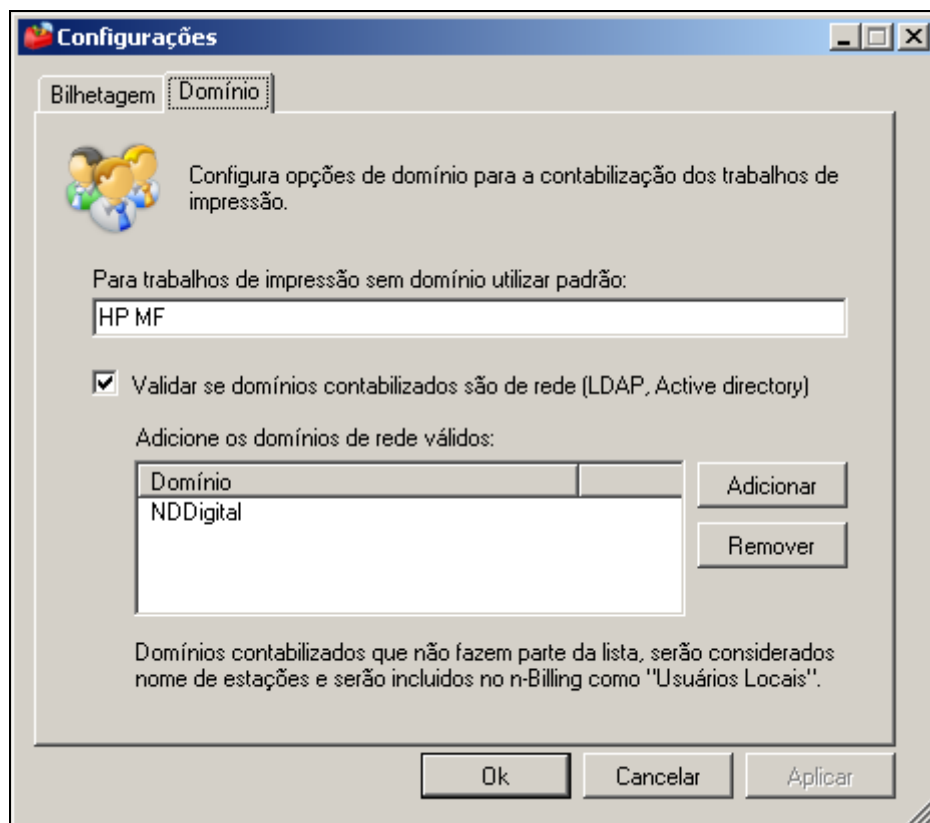 Configurações
Bilhetagem
Domínio
Configura opções de domínio para a contabilização dos trabalhos de
impressão.
Para trabalhos de impressão sem domínio utilizar padrão:
HP MF
Validar se domínios contabilizados são de rede (LDAP, Active directory)
Adicione os domínios de rede válidos:
Domínio
NDDigital
Adicionar
Remover
Domínios contabilizados que não fazem parte da lista, serão considerados
nome de estações e serão incluidos no n-Billing como "Usuários Locais".
Ok
Cancelar
Aplicar